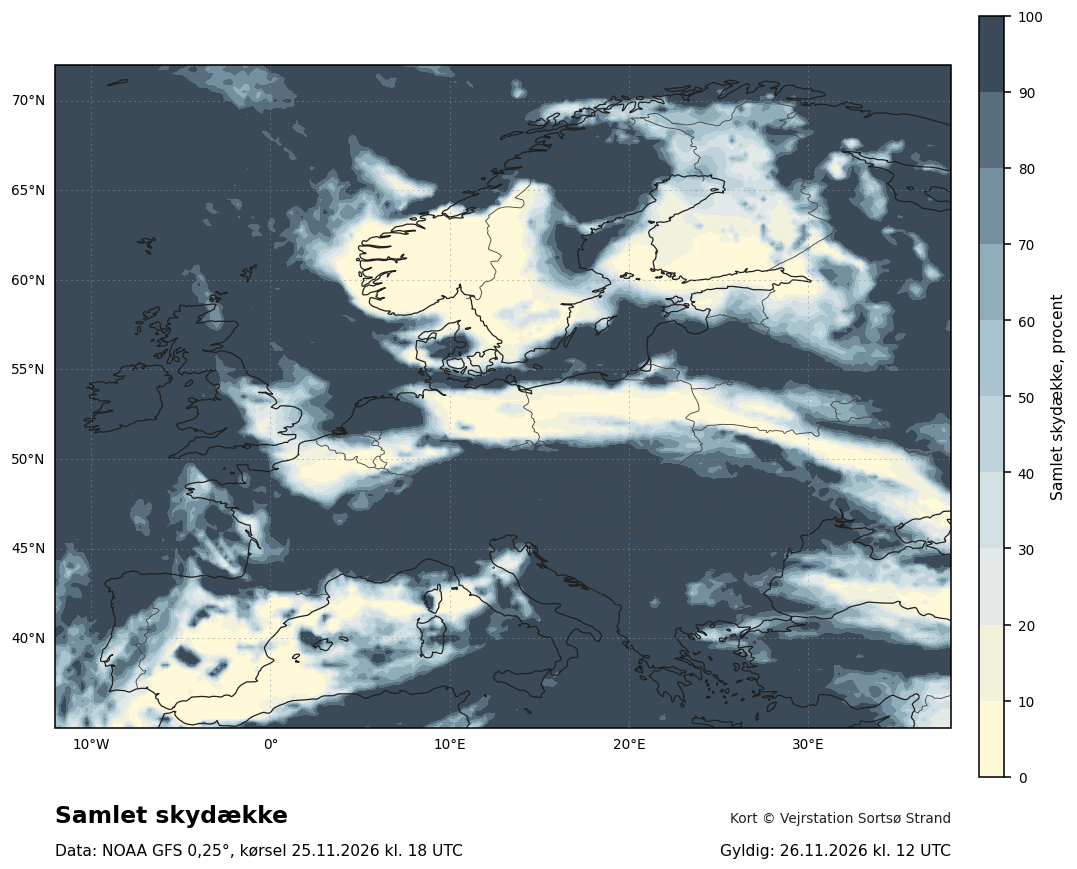 70°N
65°N
60°N
55°N
50°N
45°N
40°N
10°W
0°
10°E
20°E
30°E
100
90
80
70
60
50
40
30
20
10
0
Samlet skydække, procent
Samlet skydække
Kort © Vejrstation Sortsø Strand
Data: NOAA GFS 0,25°, kørsel 25.11.2026 kl. 18 UTC
Gyldig: 26.11.2026 kl. 12 UTC